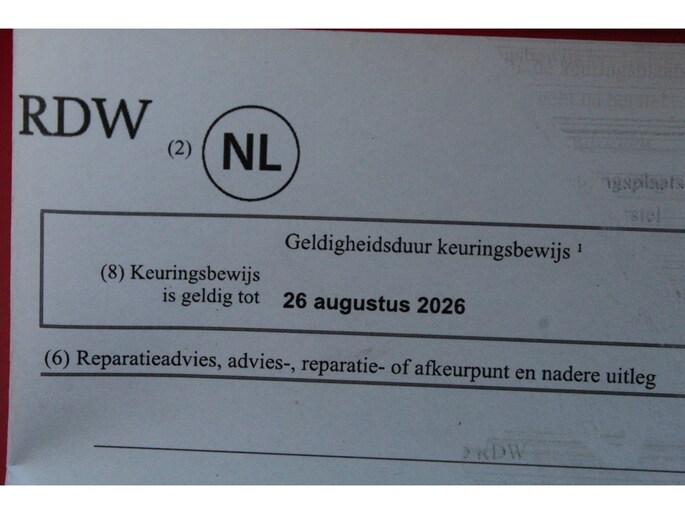 RDW
(2) NL
Geldigheidsduur keuringsbewijs ¹
(8) Keuringsbewijs
is geldig tot 26 augustus 2026
(6) Reparatieadvies, advies-, reparatie- of afkeurpunt en nadere uitleg